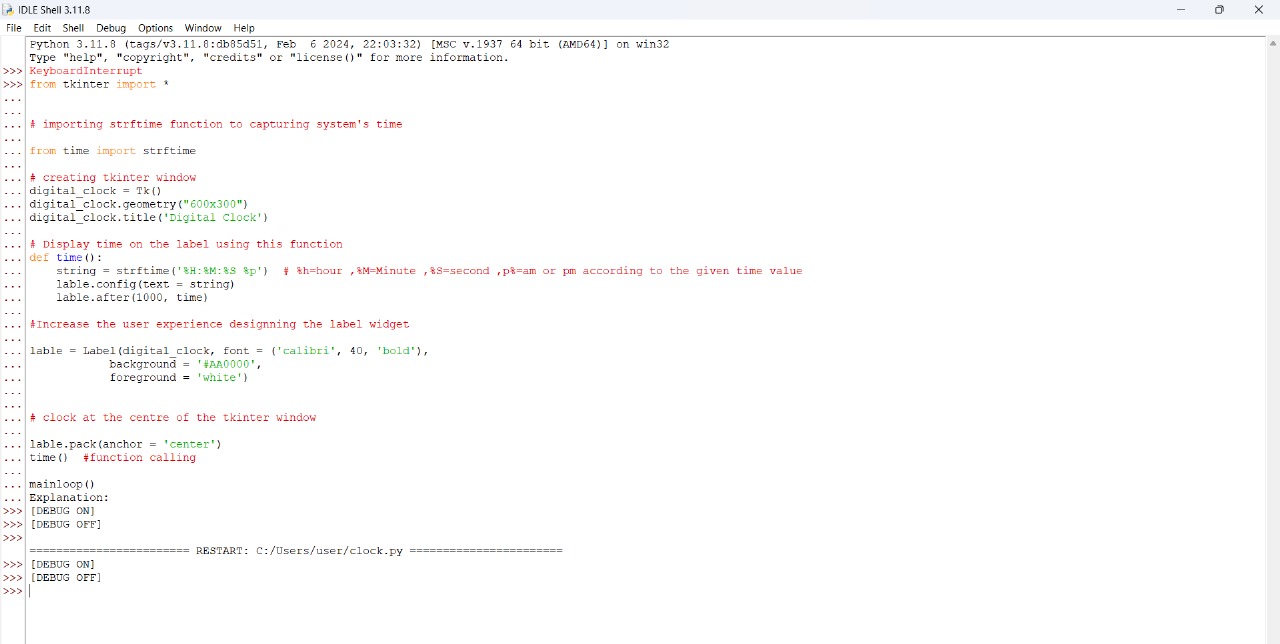 IDLE Shell 3.11.8
File Edit Shell Debug Options Window Help
Python 3.11.8 (tags/v3.11.8:db85d51, Feb  6 2024, 22:03:32) [MSC v.1937 64 bit (AMD64)] on win32
Type "help", "copyright", "credits" or "license()" for more information.
>>> KeyboardInterrupt
>>> from tkinter import *
...
...
... # importing strftime function to capturing system's time
...
... from time import strftime
...
... # creating tkinter window
... digital_clock = Tk()
... digital_clock.geometry("600x300")
... digital_clock.title('Digital Clock')
...
... # Display time on the label using this function
... def time():
...     string = strftime('%H:%M:%S %p')  # %h=hour ,%M=Minute ,%S=second ,p%=am or pm according to the given time value
...     lable.config(text = string)
...     lable.after(1000, time)
...
... #Increase the user experience designning the label widget
...
... lable = Label(digital_clock, font = ('calibri', 40, 'bold'),
...             background = '#AA0000',
...             foreground = 'white')
...
...
... # clock at the centre of the tkinter window
...
... lable.pack(anchor = 'center')
... time()  #function calling
...
... mainloop()
... Explanation:
>>> [DEBUG ON]
>>> [DEBUG OFF]
>>>
======================== RESTART: C:/Users/user/clock.py =======================
>>> [DEBUG ON]
>>> [DEBUG OFF]
>>>